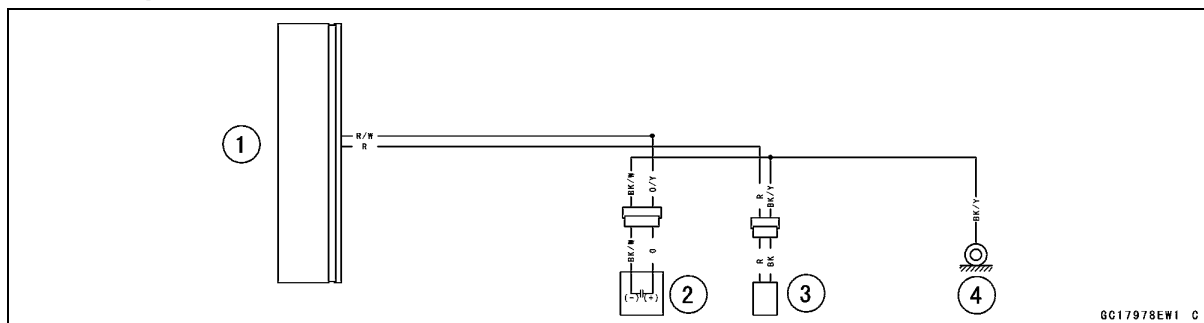 1
R/W
R
BK/W
O/Y
R
BK/Y
BK/Y
BK/W
O
R
BK
(-) (+)
2
3
4
GC17978EW1 C